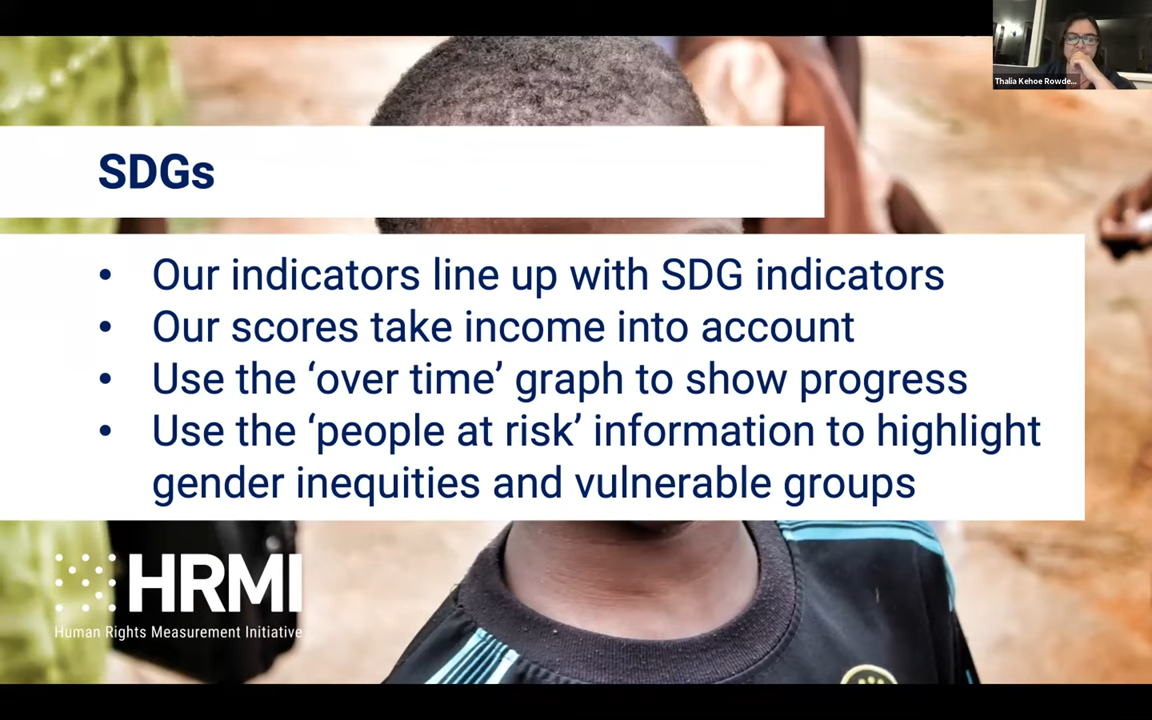 Thalia Kehoe Rowde...
SDGs
• Our indicators line up with SDG indicators
• Our scores take income into account
• Use the ‘over time’ graph to show progress
• Use the ‘people at risk’ information to highlight
gender inequities and vulnerable groups
HRMI
Human Rights Measurement Initiative